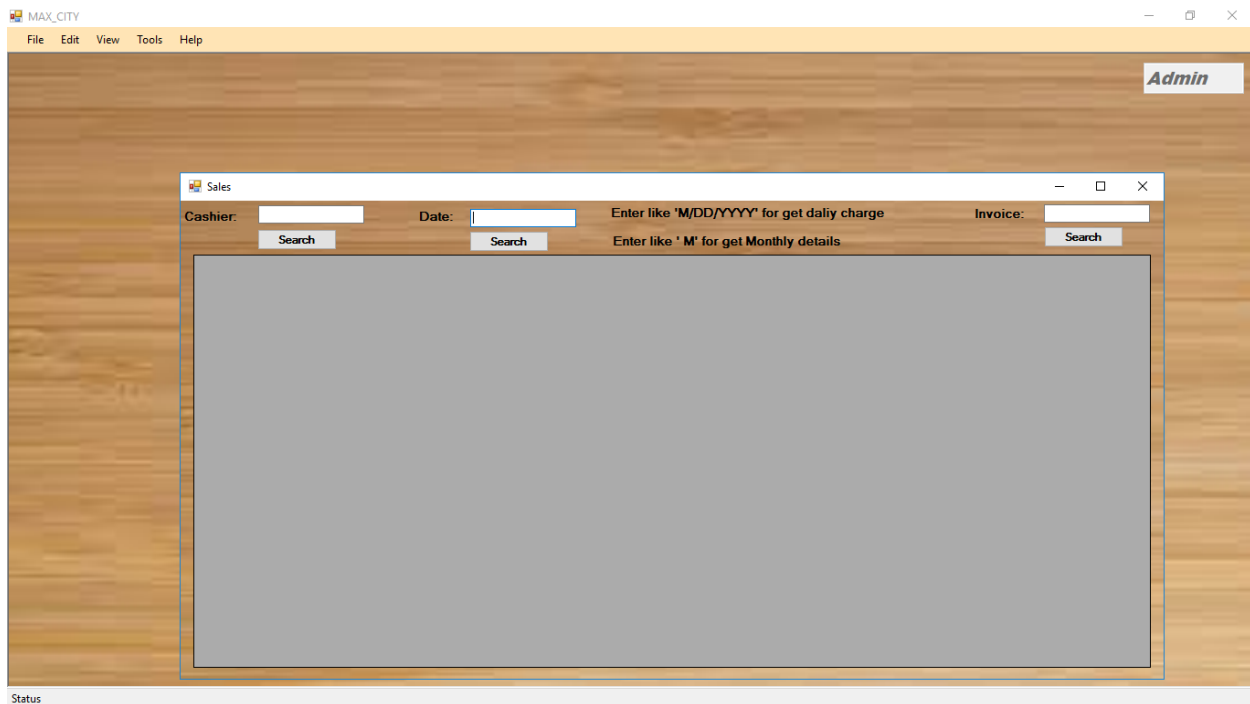 MAX_CITY
File Edit View Tools Help
Admin
Sales
Cashier:
Search
Date:
Search
Enter like 'M/DD/YYYY' for get daliy charge
Enter like ' M' for get Monthly details
Invoice:
Search
Status